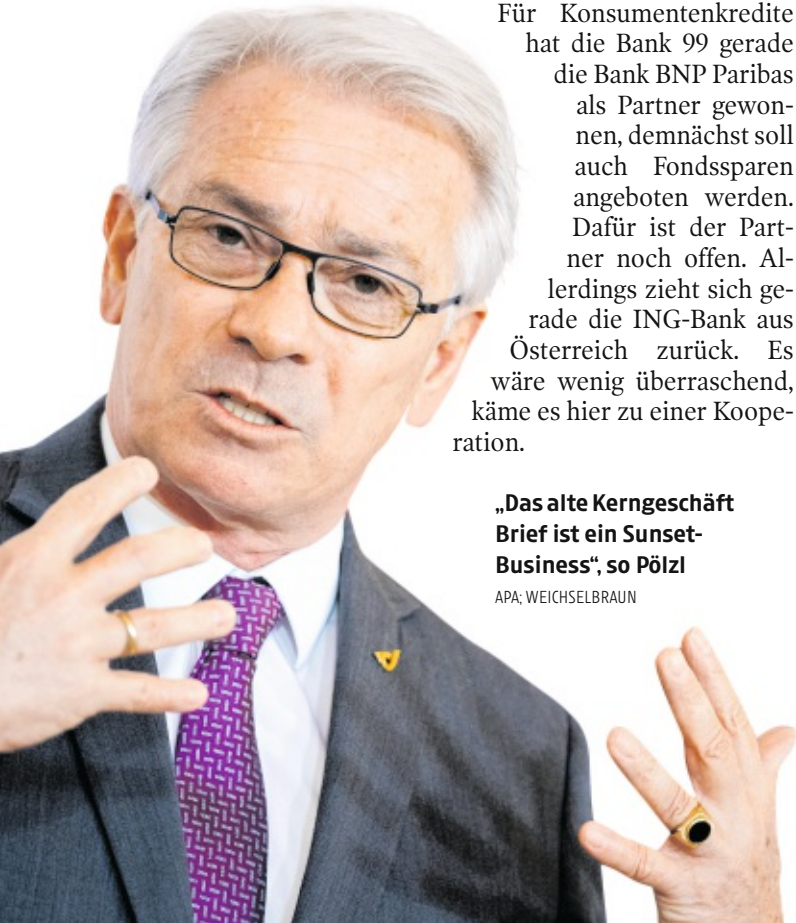 Für Konsumentenkredite
hat die Bank 99 gerade
die Bank BNP Paribas
als Partner gewon-
nen, demnächst soll
auch Fondssparen
angeboten werden.
Dafür ist der Part-
ner noch offen. Al-
lerdings zieht sich ge-
rade die ING-Bank aus
Österreich zurück. Es
wäre wenig überraschend,
käme es hier zu einer Koope-
ration.
„Das alte Kerngeschäft
Brief ist ein Sunset-
Business“, so Pölzl
APA; WEICHSELBRAUN